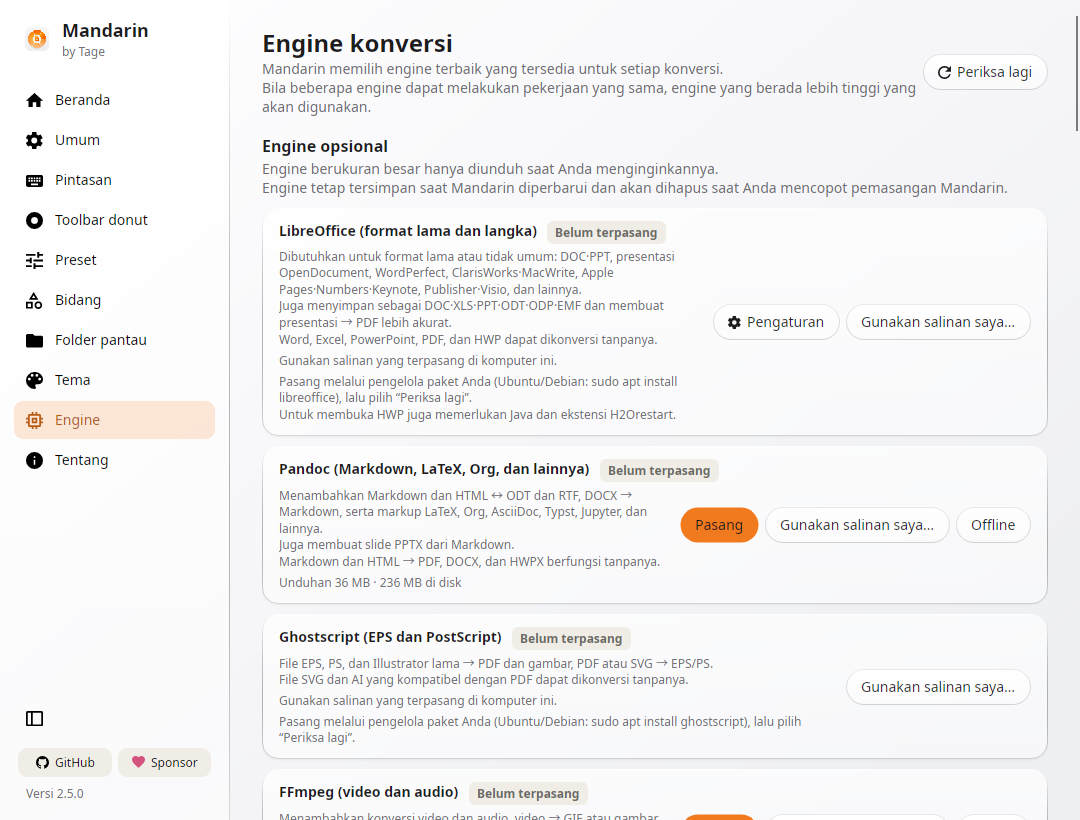 Mandarin
by Tage
Beranda
Umum
Pintasan
Toolbar donut
Preset
Bidang
Folder pantau
Tema
Engine
Tentang
GitHub
Sponsor
Versi 2.5.0
Engine konversi
Mandarin memilih engine terbaik yang tersedia untuk setiap konversi.
Bila beberapa engine dapat melakukan pekerjaan yang sama, engine yang berada lebih tinggi yang
akan digunakan.
Periksa lagi
Engine opsional
Engine berukuran besar hanya diunduh saat Anda menginginkannya.
Engine tetap tersimpan saat Mandarin diperbarui dan akan dihapus saat Anda mencopot pemasangan Mandarin.
LibreOffice (format lama dan langka)
Belum terpasang
Dibutuhkan untuk format lama atau tidak umum: DOC·PPT, presentasi
OpenDocument, WordPerfect, ClarisWorks·MacWrite, Apple
Pages·Numbers·Keynote, Publisher·Visio, dan lainnya.
Juga menyimpan sebagai DOC·XLS·PPT·ODT·ODP·EMF dan membuat
presentasi → PDF lebih akurat.
Word, Excel, PowerPoint, PDF, dan HWP dapat dikonversi tanpanya.
Gunakan salinan yang terpasang di komputer ini.
Pasang melalui pengelola paket Anda (Ubuntu/Debian: sudo apt install
libreoffice), lalu pilih “Periksa lagi”.
Untuk membuka HWP juga memerlukan Java dan ekstensi H2Orestart.
Pengaturan
Gunakan salinan saya...
Pandoc (Markdown, LaTeX, Org, dan lainnya)
Belum terpasang
Menambahkan Markdown dan HTML ↔ ODT dan RTF, DOCX →
Markdown, serta markup LaTeX, Org, AsciiDoc, Typst, Jupyter, dan
lainnya.
Juga membuat slide PPTX dari Markdown.
Markdown dan HTML → PDF, DOCX, dan HWPX berfungsi tanpanya.
Unduhan 36 MB · 236 MB di disk
Pasang
Gunakan salinan saya...
Offline
Ghostscript (EPS dan PostScript)
Belum terpasang
File EPS, PS, dan Illustrator lama → PDF dan gambar, PDF atau SVG → EPS/PS.
File SVG dan AI yang kompatibel dengan PDF dapat dikonversi tanpanya.
Gunakan salinan yang terpasang di komputer ini.
Pasang melalui pengelola paket Anda (Ubuntu/Debian: sudo apt install ghostscript), lalu pilih
“Periksa lagi”.
Gunakan salinan saya...
FFmpeg (video dan audio)
Belum terpasang
Menambahkan konversi video dan audio, video → GIF atau gambar